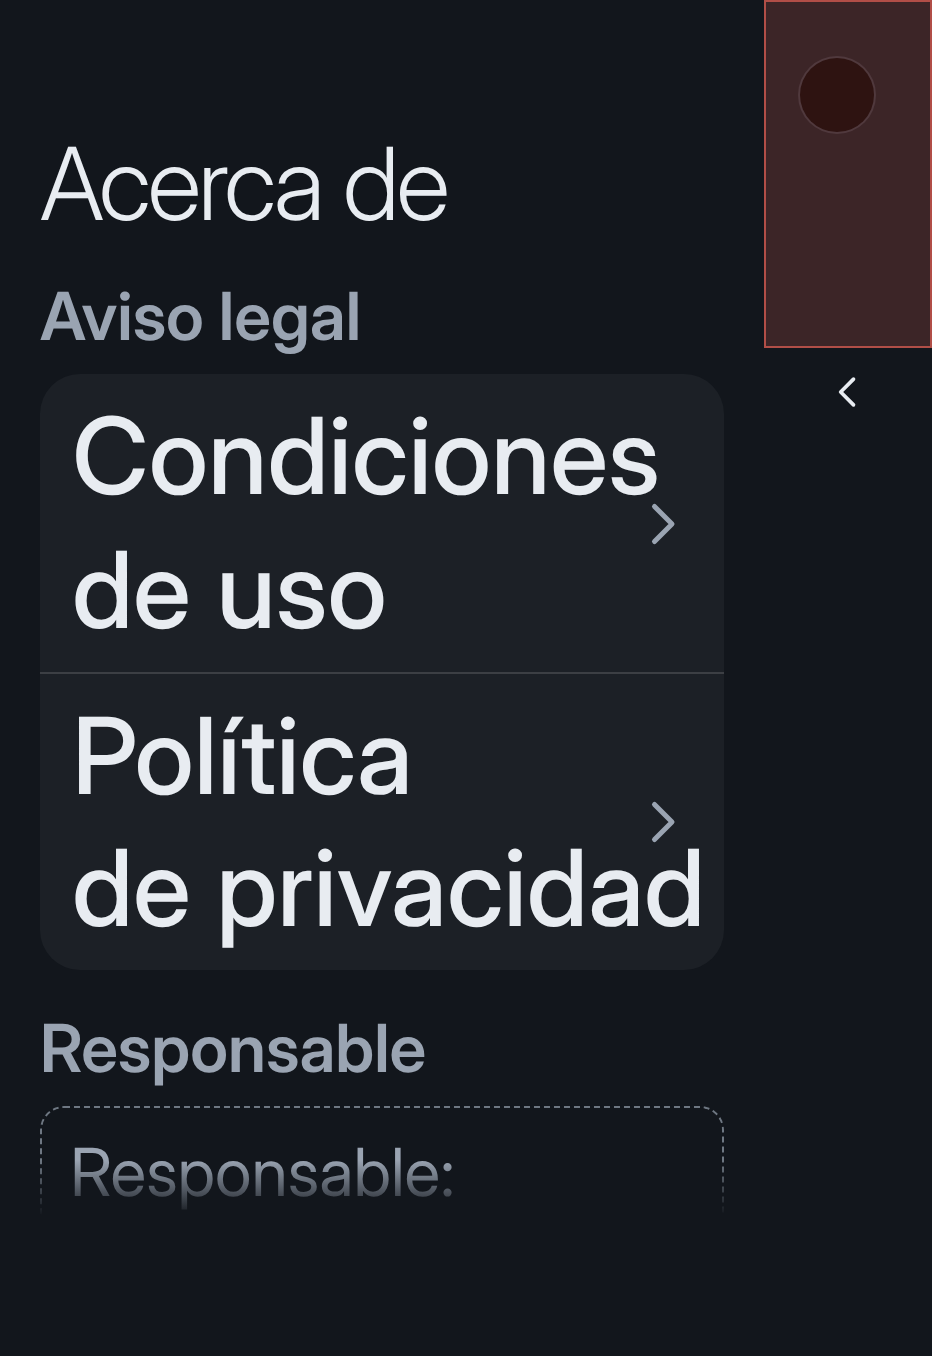 Acerca de
Aviso legal
Condiciones
de uso
Política
de privacidad
Responsable
Responsable: